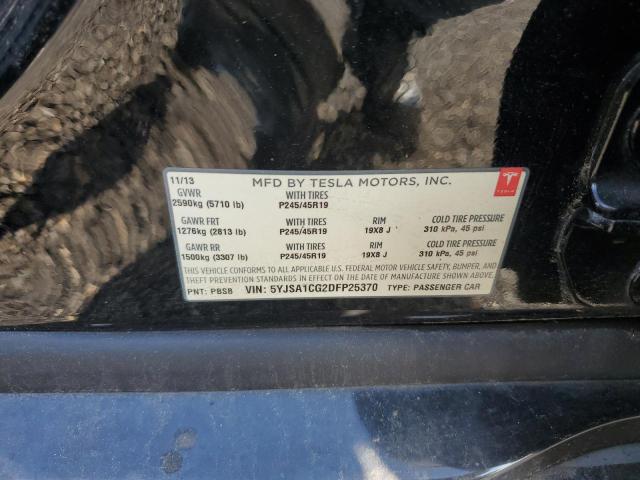 11/13 MFD BY TESLA MOTORS, INC.
TESLA
GVWR WITH TIRES
2590kg (5710 lb) P245/45R19
GAWR FRT WITH TIRES RIM COLD TIRE PRESSURE
1276kg (2813 lb) P245/45R19 19X8 J 310 kPa, 45 psi
GAWR RR WITH TIRES RIM COLD TIRE PRESSURE
1500kg (3307 lb) P245/45R19 19X8 J 310 kPa, 45 psi
THIS VEHICLE CONFORMS TO ALL APPLICABLE FEDERAL MOTOR VEHICLE SAFETY, BUMPER, AND
THEFT PREVENTION STANDARDS IN EFFECT ON THE DATE OF MANUFACTURE SHOWN ABOVE.
PNT: PBSB VIN: 5YJSA1CG2DFP25370 TYPE: PASSENGER CAR